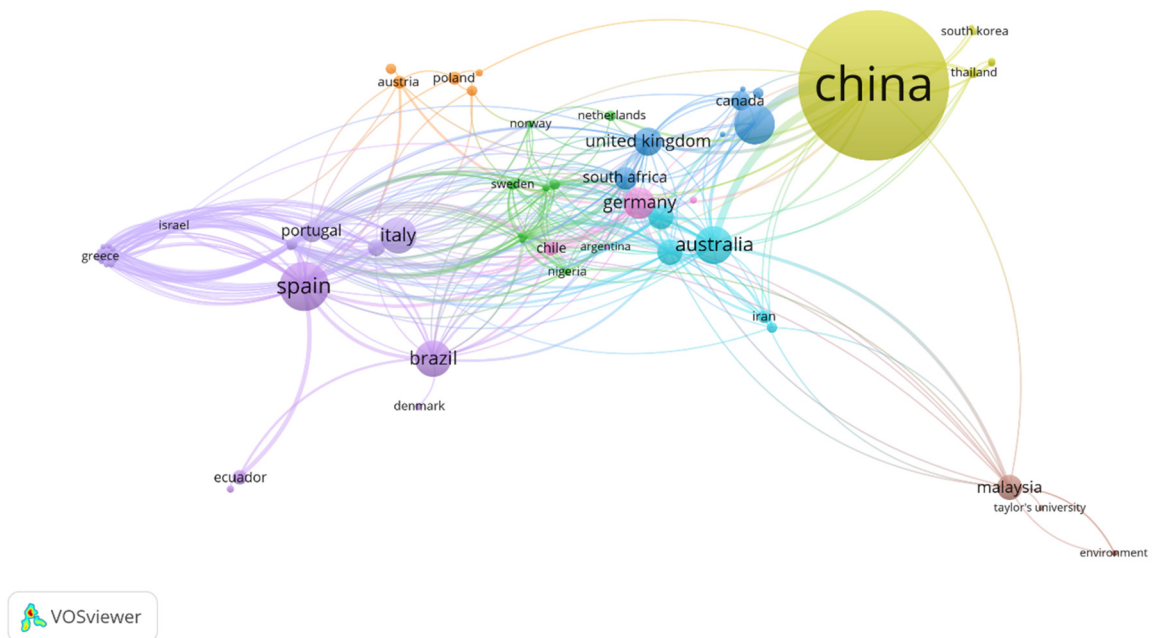 south korea
thailand
china
austria
poland
canada
netherlands
norway
united kingdom
south africa
sweden
germany
israel
portugal
italy
australia
chile
argentina
greece
nigeria
spain
iran
brazil
denmark
ecuador
malaysia
taylor's university
environment
VOSviewer